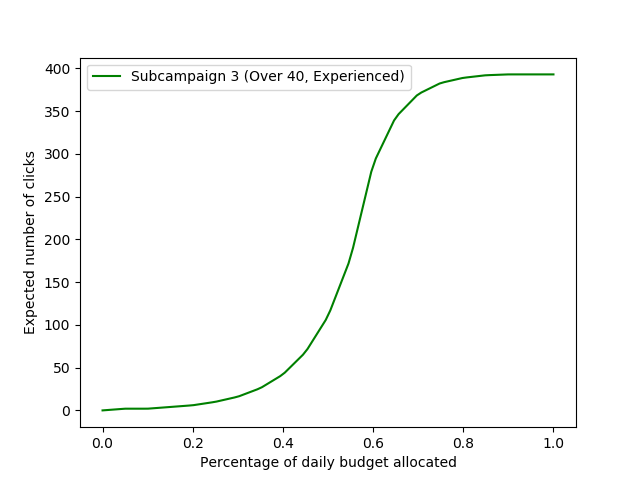 Subcampaign 3 (Over 40, Experienced)
400
350
300
250
200
150
100
50
0
Expected number of clicks
0.0 0.2 0.4 0.6 0.8 1.0
Percentage of daily budget allocated